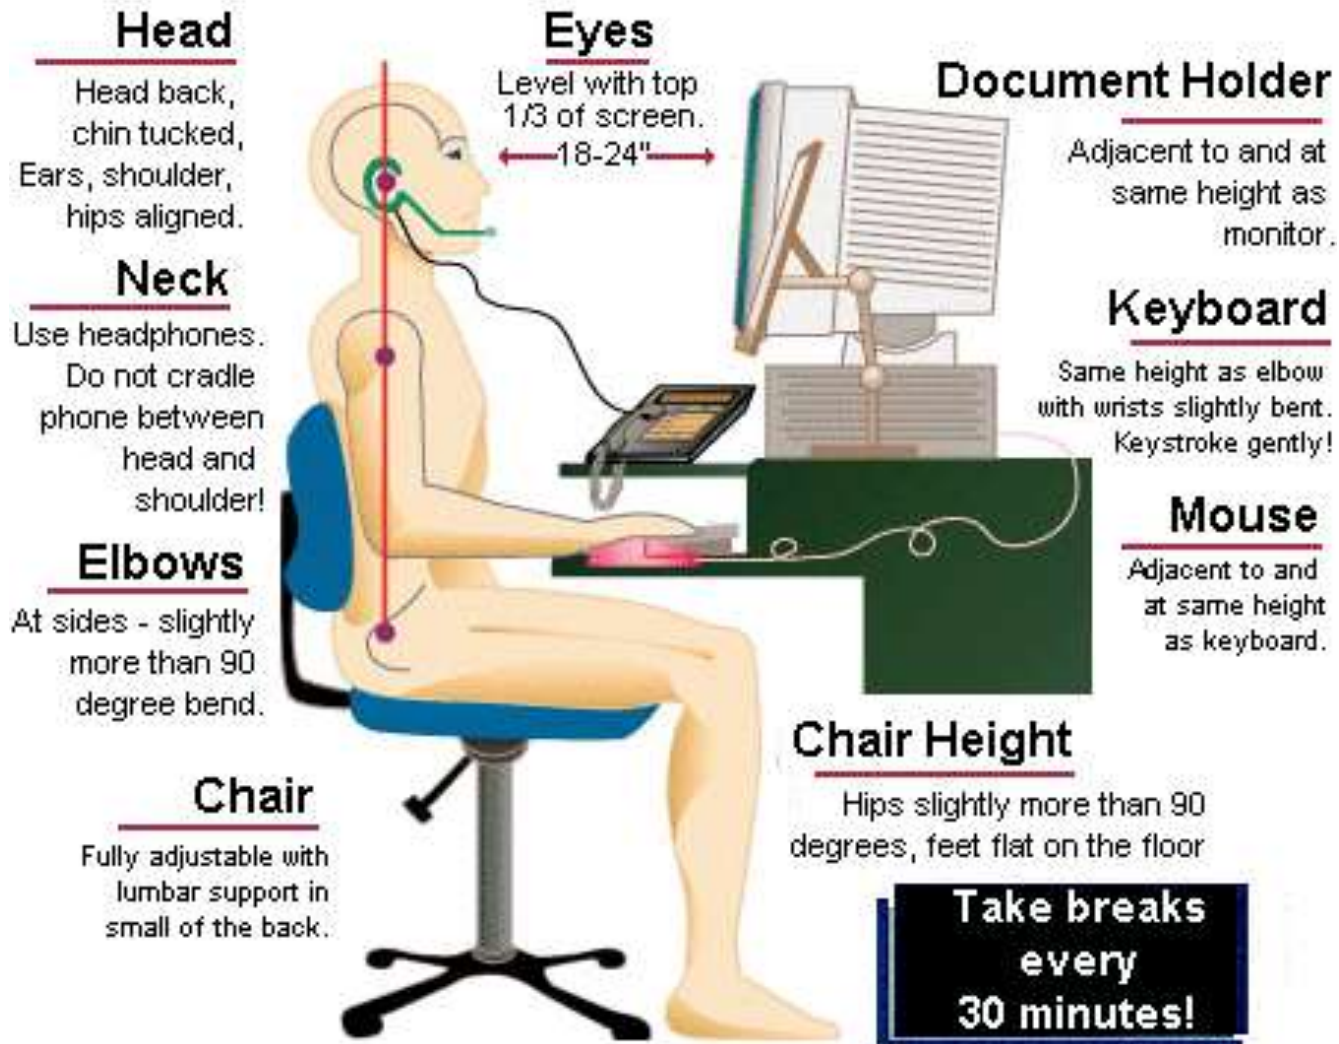 Head
Head back,
chin tucked,
Ears, shoulder,
hips aligned.
Neck
Use headphones.
Do not cradle
phone between
head and
shoulder!
Elbows
At sides - slightly
more than 90
degree bend.
Chair
Fully adjustable with
lumbar support in
small of the back.
Eyes
Level with top
1/3 of screen.
18-24"
Document Holder
Adjacent to and at
same height as
monitor.
Keyboard
Same height as elbow
with wrists slightly bent.
Keystroke gently!
Mouse
Adjacent to and
at same height
as keyboard.
Chair Height
Hips slightly more than 90
degrees, feet flat on the floor
Take breaks
every
30 minutes!